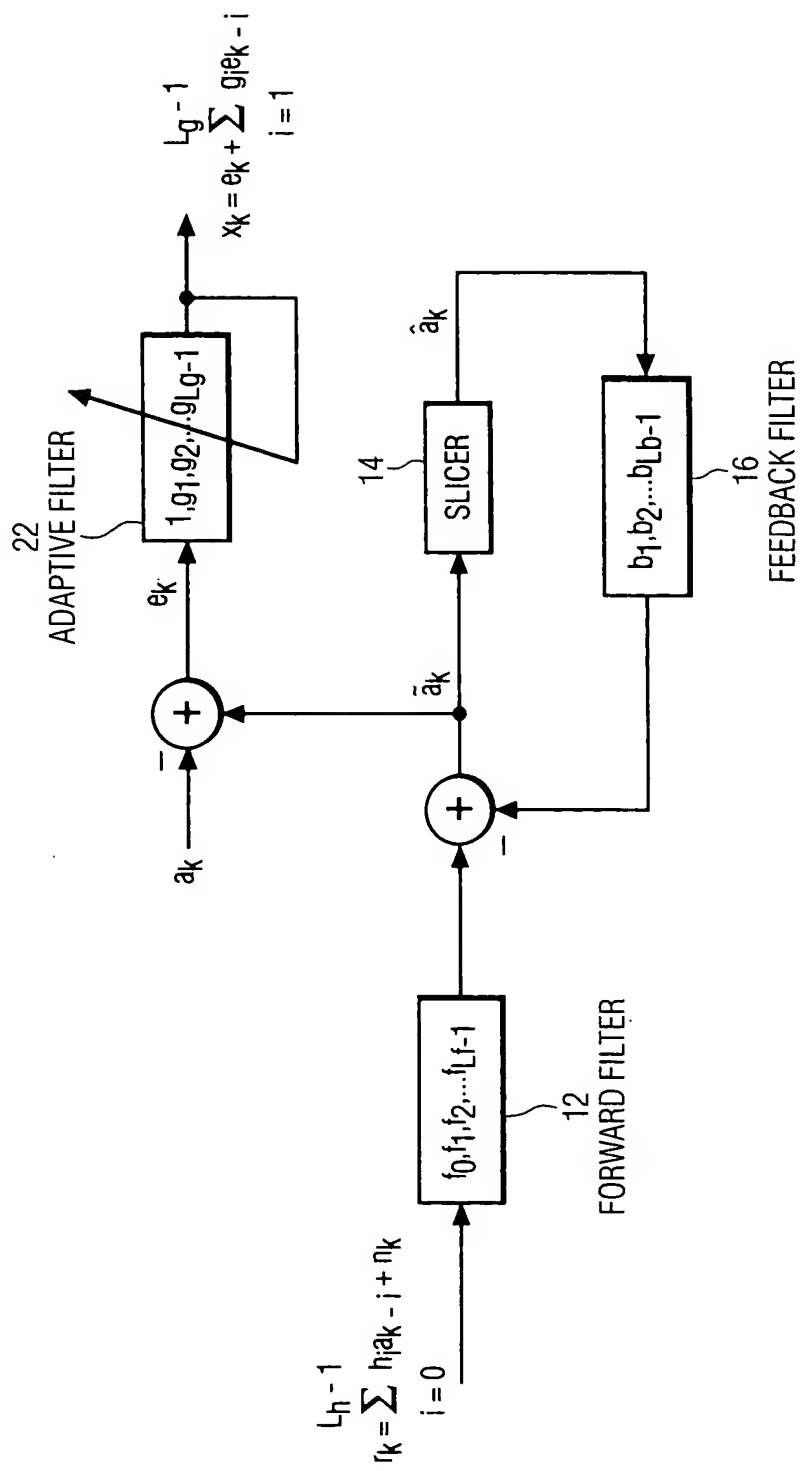 22
ADAPTIVE FILTER
1,g1,g2,...gLg-1
Lg - 1
xk = ek + ∑ giek - i
i = 1
ek
ak
−
+
ãk
14
SLICER
âk
Lh - 1
rk = ∑ hiak - i + nk
i = 0
f0,f1,f2,...fLf-1
12
FORWARD FILTER
+
−
b1,b2,...bLb-1
16
FEEDBACK FILTER